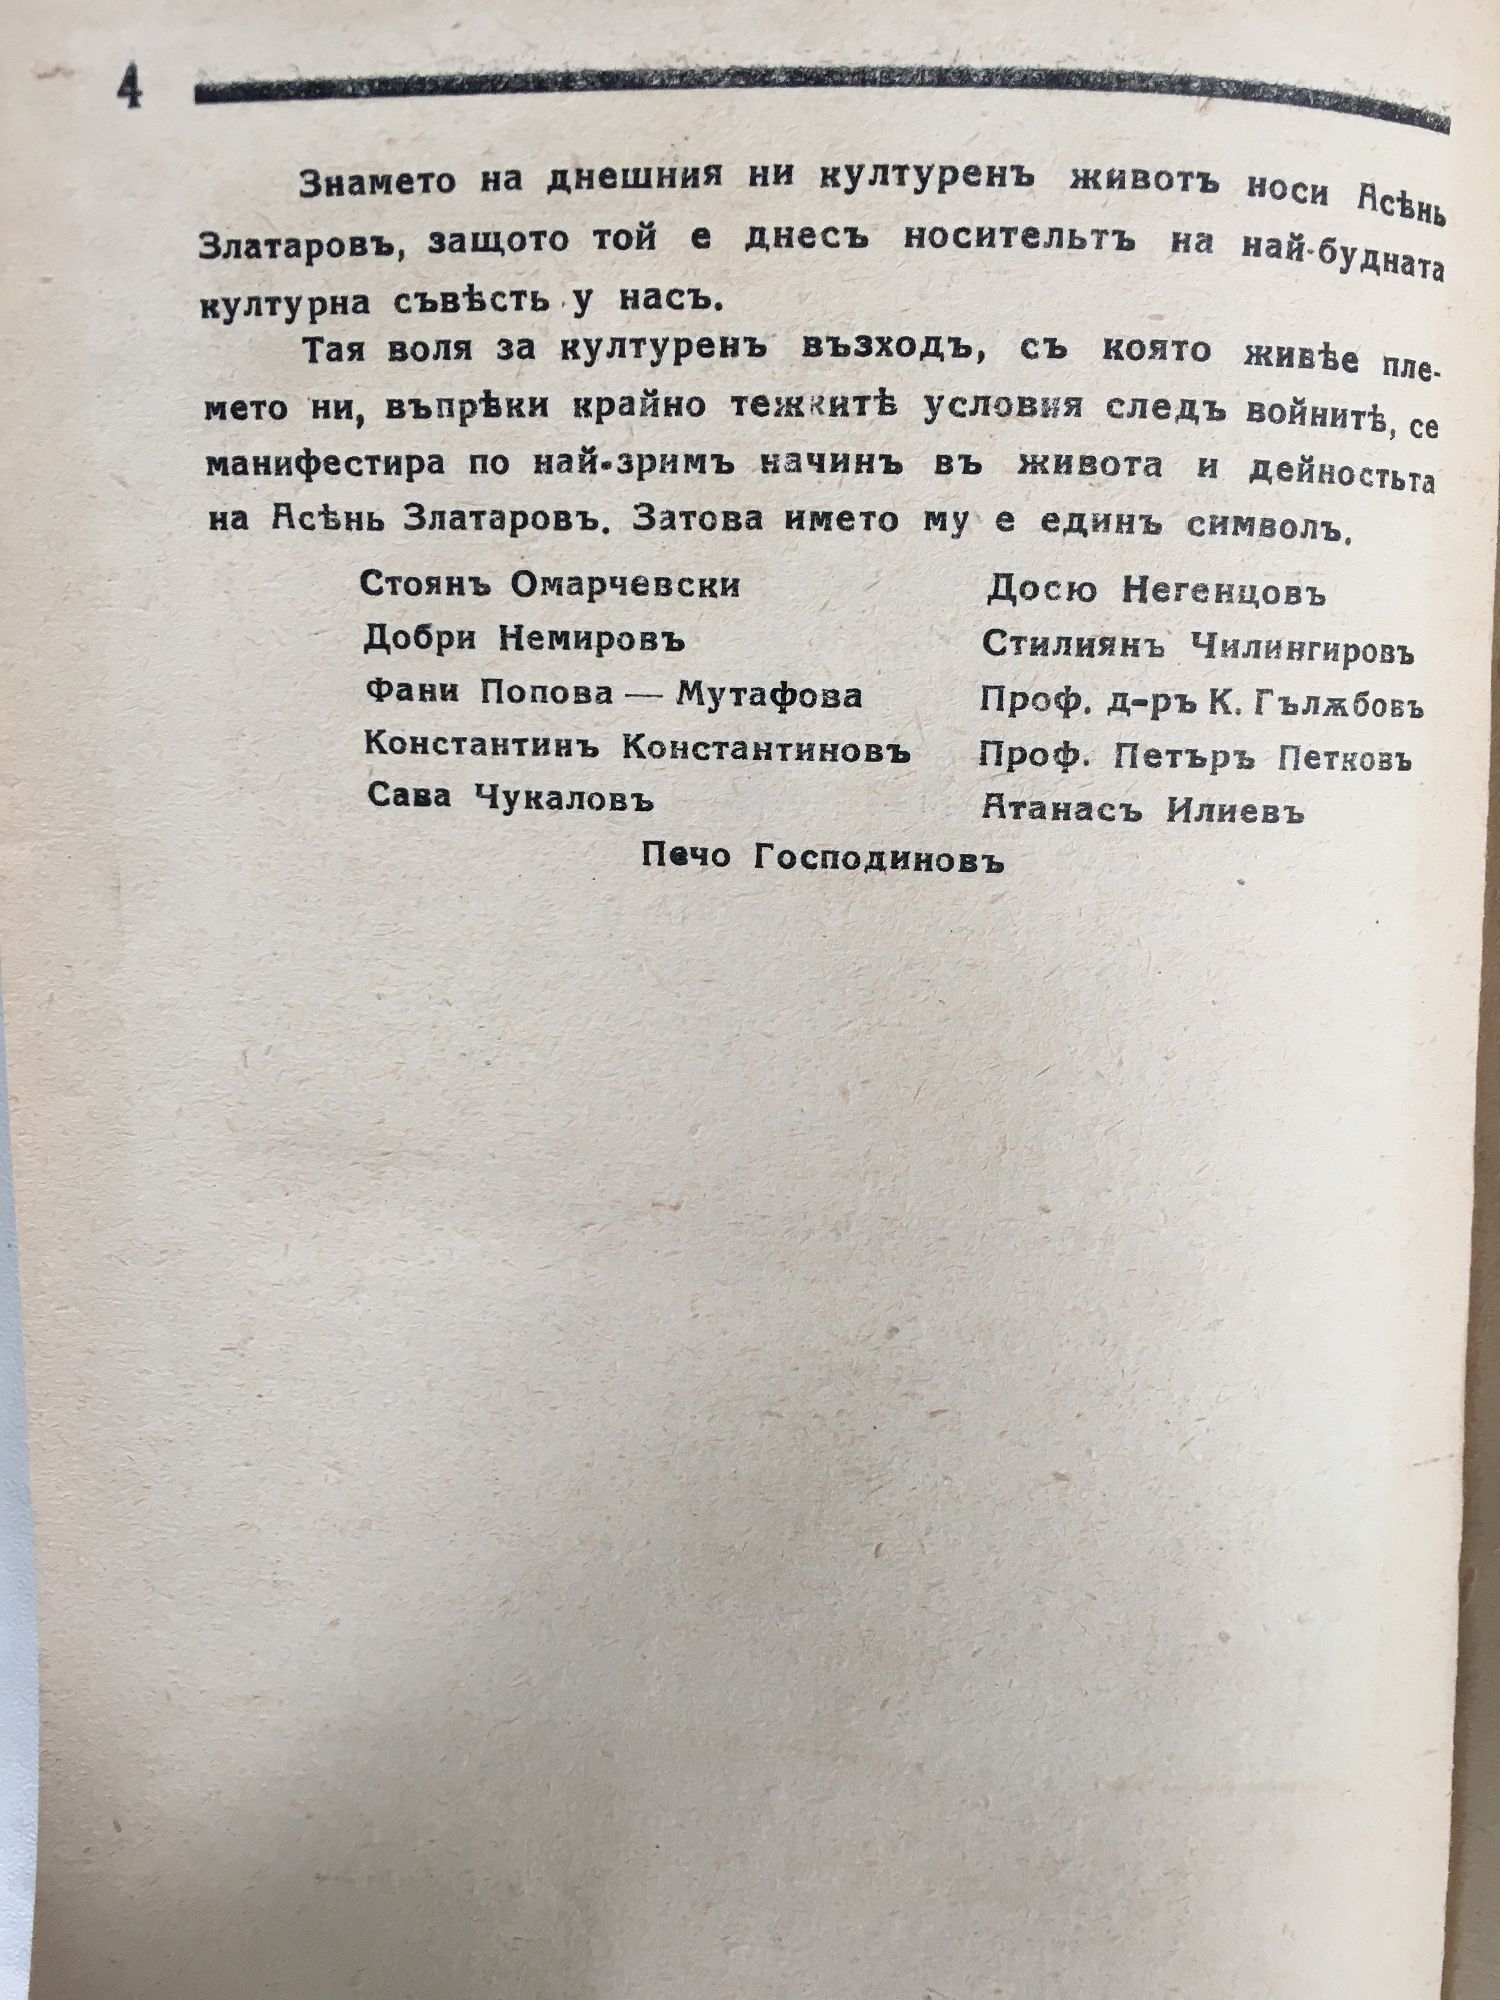 4
Знамето на днешния ни културенъ животъ носи Асѣнь
Златаровъ, защото той е днесъ носительтъ на най-будната
културна съвѣсть у насъ.
Тая воля за културенъ възходъ, съ която живѣе пле-
мето ни, въпрѣки крайно тежкитѣ условия следъ войнитѣ, се
манифестира по най-зримъ начинъ въ живота и дейностьта
на Асѣнь Златаровъ. Затова името му е единъ символъ.
Стоянъ Омарчевски
Добри Немировъ
Фани Попова — Мутафова
Константинъ Константиновъ
Сава Чукаловъ
Досю Негенцовъ
Стилиянъ Чилингировъ
Проф. д-ръ К. Гълѫбовъ
Проф. Петъръ Петковъ
Атанасъ Илиевъ
Печо Господиновъ